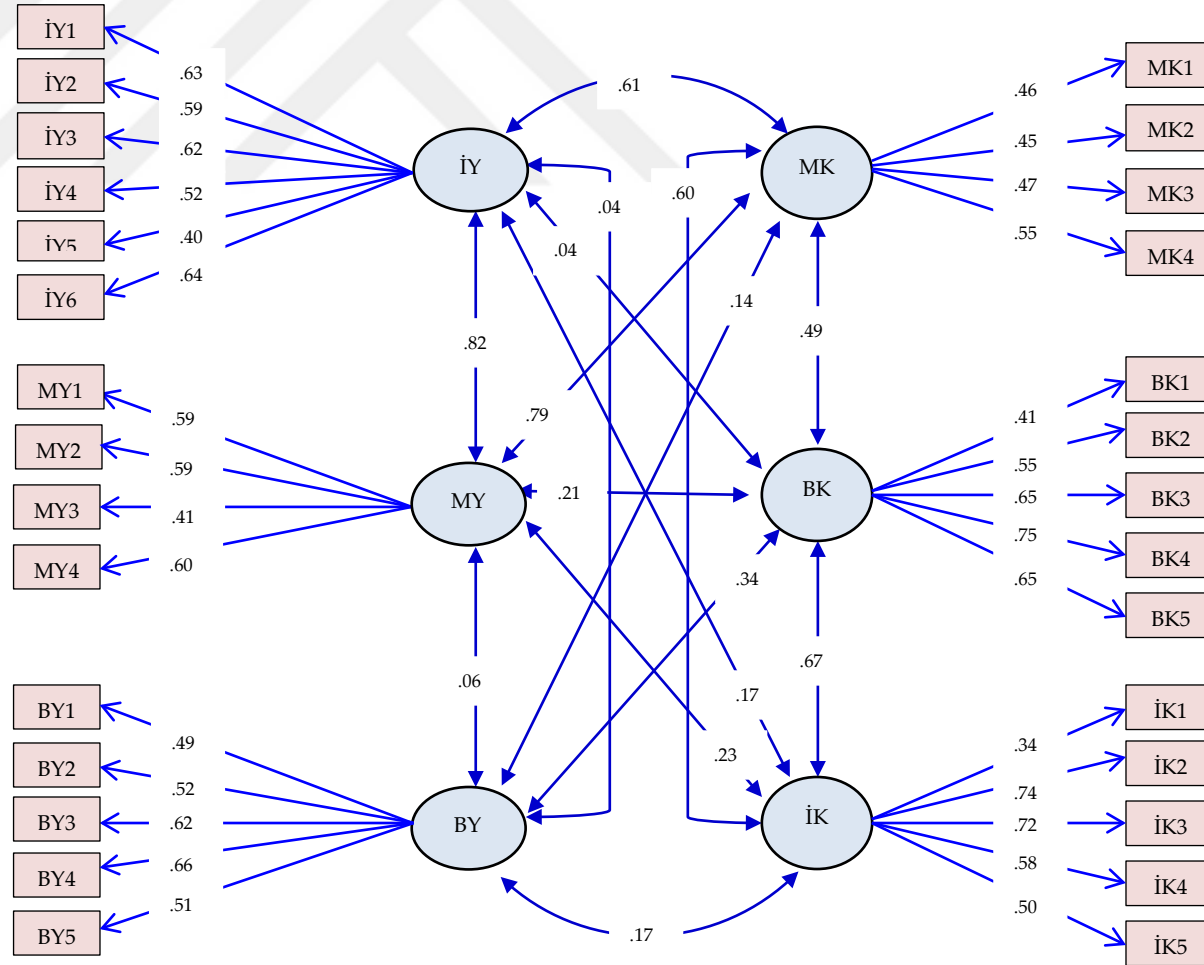 İY1
İY2
İY3
İY4
İY5
İY6
.63
.59
.62
.52
.40
.64
MY1
MY2
MY3
MY4
.59
.59
.41
.60
BY1
BY2
BY3
BY4
BY5
.49
.52
.62
.66
.51
İY
MY
BY
.61
.04
.60
.04
.14
.82
.49
.79
.21
.34
.06
.67
.17
.23
.17
MK
BK
İK
.46
.45
.47
.55
MK1
MK2
MK3
MK4
.41
.55
.65
.75
.65
BK1
BK2
BK3
BK4
BK5
.34
.74
.72
.58
.50
İK1
İK2
İK3
İK4
İK5